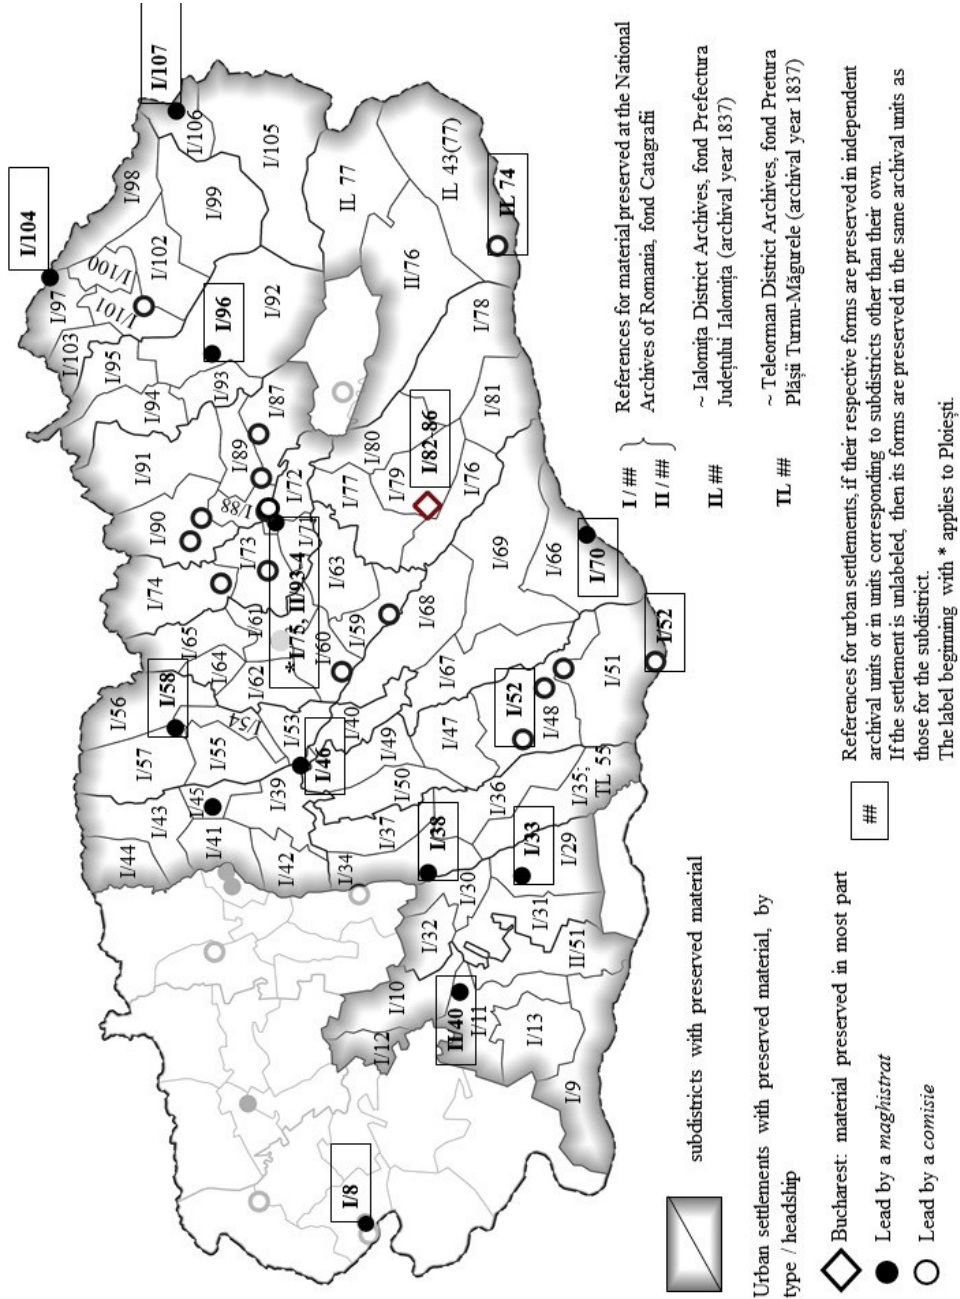 I/104
I/107
I/98
I/106
I/97
I/100
I/102
I/99
I/105
I/101
I/103
I/95
I/96
I/92
IL 77
IL 43(77)
IL 74
II/76
I/78
I/94
I/93
I/87
I/91
I/89
I/88
I/90
I/72
I/71
I/73
I/77
I/80
I/79
I/82-86
I/76
I/81
I/74
I/61
I/63
*I/75, II/93-4
I/65
I/64
I/62
I/60
I/59
I/68
I/69
I/66
I/70
I/58
I/56
I/57
I/55
I/54
I/53
I/46
I/40
I/67
I/52
I/48
I/51
I/52
I/43
I/45
I/39
I/49
I/47
I/50
I/44
I/41
I/42
I/34
I/37
I/38
I/36
I/35;
TL 55
I/33
I/29
I/30
I/32
I/31
II/51
I/10
I/12
II/40
I/11
I/13
I/9
I/8
subdistricts with preserved material
Urban settlements with preserved material, by
type / headship
Bucharest: material preserved in most part
Lead by a maghistrat
Lead by a comisie
I / ##
II / ##
References for material preserved at the National
Archives of Romania, fond Catagrafii
IL ##
~ Ialomița District Archives, fond Prefectura
Județului Ialomița (archival year 1837)
TL ##
~ Teleorman District Archives, fond Pretura
Plășii Turnu-Măgurele (archival year 1837)
##
References for urban settlements, if their respective forms are preserved in independent
archival units or in units corresponding to subdistricts other than their own.
If the settlement is unlabeled, then its forms are preserved in the same archival units as
those for the subdistrict.
The label beginning with * applies to Ploiești.